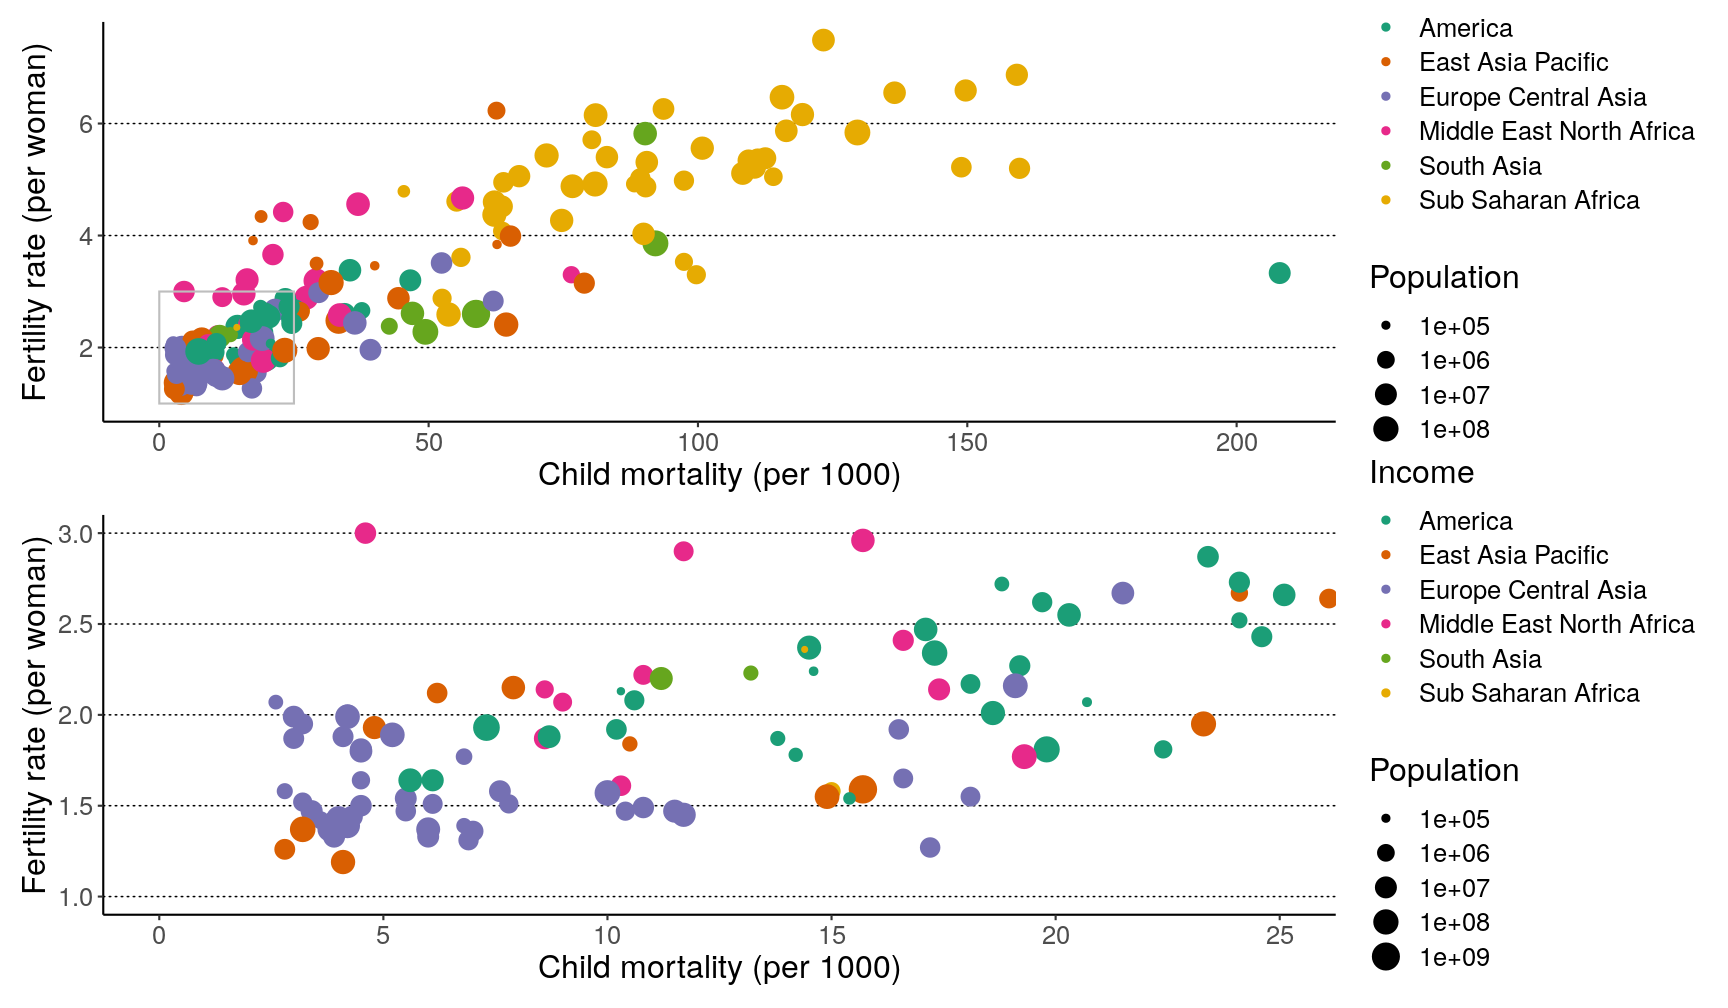 Fertility rate (per woman)
6
4
2
0
50
100
150
200
Child mortality (per 1000)
America
East Asia Pacific
Europe Central Asia
Middle East North Africa
South Asia
Sub Saharan Africa
Population
1e+05
1e+06
1e+07
1e+08
Fertility rate (per woman)
3.0
2.5
2.0
1.5
1.0
0
5
10
15
20
25
Child mortality (per 1000)
Income
America
East Asia Pacific
Europe Central Asia
Middle East North Africa
South Asia
Sub Saharan Africa
Population
1e+05
1e+06
1e+07
1e+08
1e+09